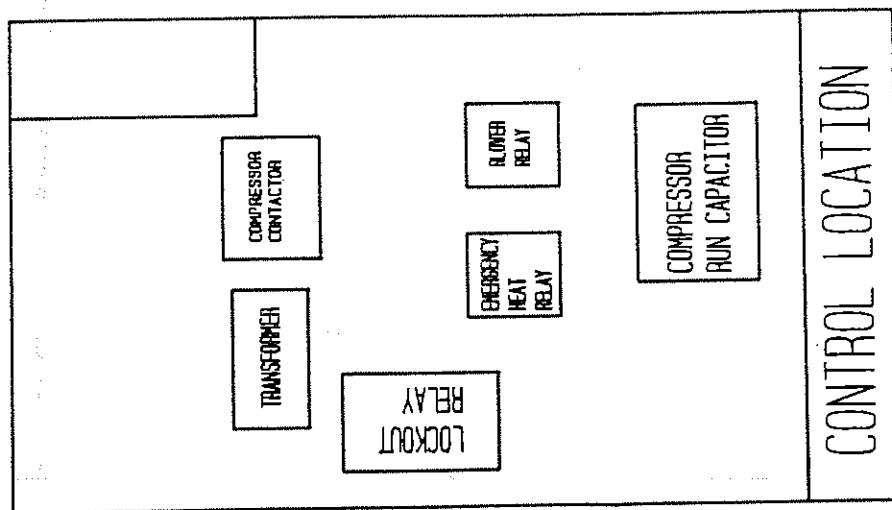 COMPRESSOR
CONTACTOR
BLOWER
RELAY
COMPRESSOR
RUN CAPACITOR
TRANSFORMER
EMERGENCY
HEAT
RELAY
LOCKOUT
RELAY
CONTROL LOCATION